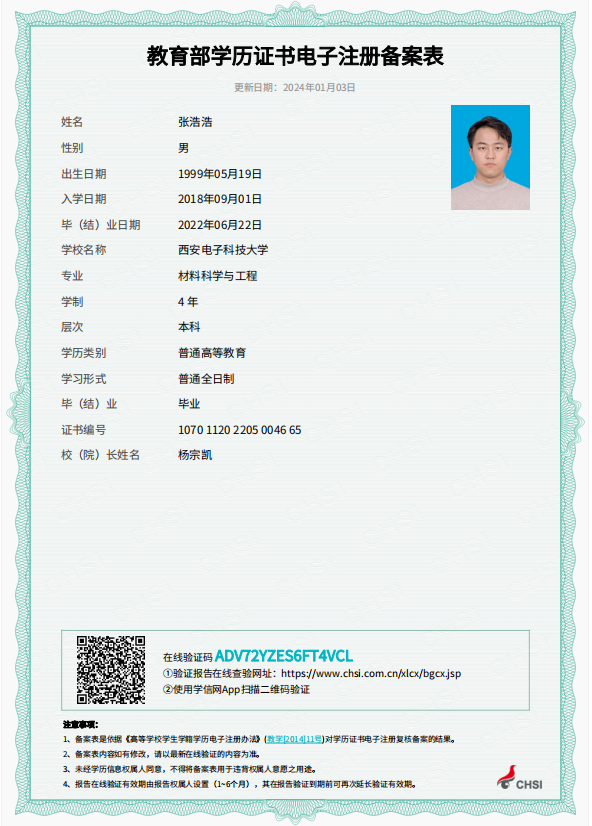 教育部学历证书电子注册备案表
更新日期：2024年01月03日
姓名 张浩浩
性别 男
出生日期 1999年05月19日
入学日期 2018年09月01日
毕（结）业日期 2022年06月22日
学校名称 西安电子科技大学
专业 材料科学与工程
学制 4 年
层次 本科
学历类别 普通高等教育
学习形式 普通全日制
毕（结）业 毕业
证书编号 1070 1120 2205 0046 65
校（院）长姓名 杨宗凯
在线验证码 ADV72YZES6FT4VCL
①验证报告在线查验网址：https://www.chsi.com.cn/xlcx/bgcx.jsp
②使用学信网App扫描二维码验证
注意事项：
1、备案表是依据《高等学校学生学籍学历电子注册办法》(教学[2014]11号)对学历证书电子注册复核备案的结果。
2、备案表内容如有修改，请以最新在线验证的内容为准。
3、未经学历信息权属人同意，不得将备案表用于违背权属人意愿之用途。
4、报告在线验证有效期由报告权属人设置（1~6个月），其在报告验证到期前可再次延长验证有效期。
CHSI